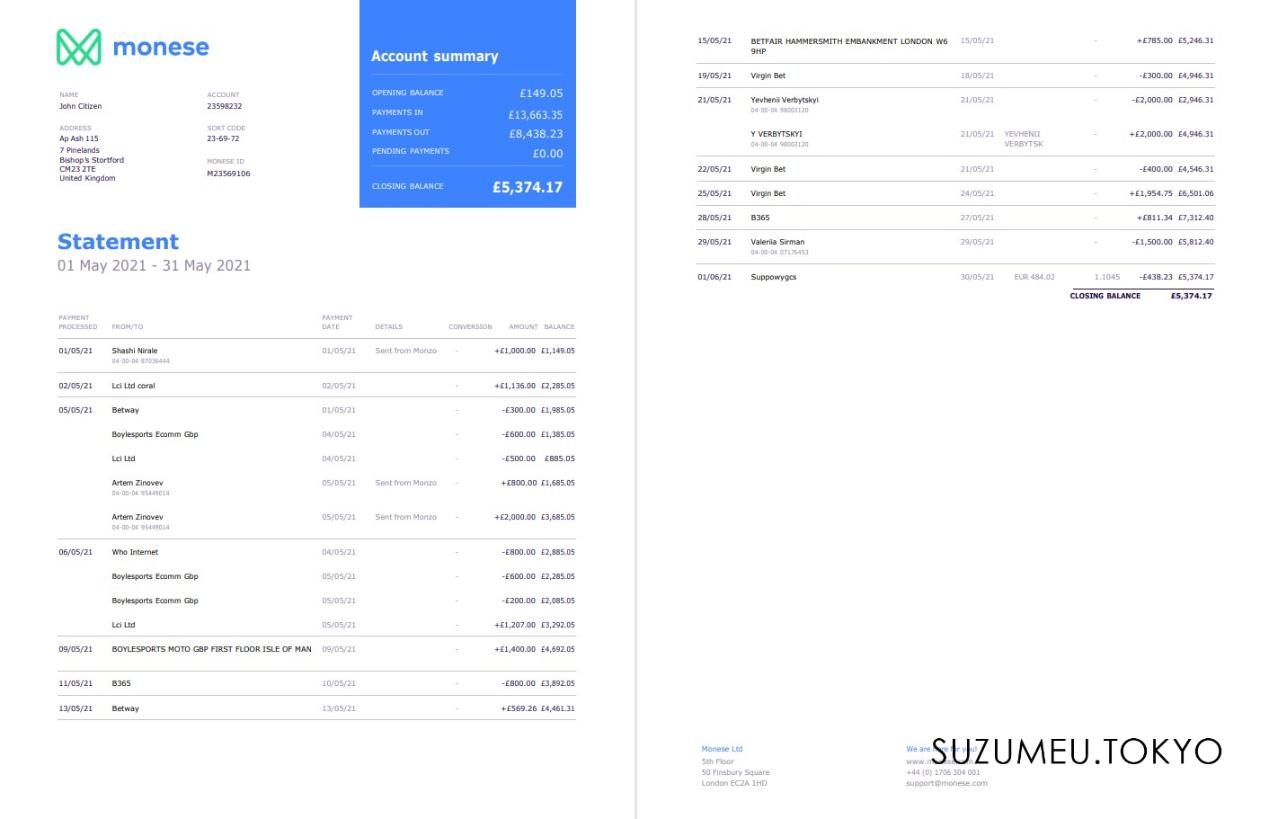 monese
NAME
John Citizen
ACCOUNT
23598232
ADDRESS
Ap Ash 115
7 Pinelands
Bishop's Stortford
CM23 2TE
United Kingdom
SORT CODE
23-69-72
MONESE ID
M23569106
Account summary
OPENING BALANCE £149.05
PAYMENTS IN £13,663.35
PAYMENTS OUT £8,438.23
PENDING PAYMENTS £0.00
CLOSING BALANCE £5,374.17
Statement
01 May 2021 - 31 May 2021
PAYMENT PROCESSED FROM/TO PAYMENT DATE DETAILS CONVERSION AMOUNT BALANCE
01/05/21 Shashi Nirale 01/05/21 Sent from Monzo - +£1,000.00 £1,149.05
04-00-04 87038444
02/05/21 Lci Ltd coral 02/05/21 - +£1,136.00 £2,285.05
05/05/21 Betway 01/05/21 - -£300.00 £1,985.05
Boylesports Ecomm Gbp 04/05/21 - -£600.00 £1,385.05
Lci Ltd 04/05/21 - -£500.00 £885.05
Artem Zinovev 05/05/21 Sent from Monzo - +£800.00 £1,685.05
04-00-04 95449014
Artem Zinovev 05/05/21 Sent from Monzo - +£2,000.00 £3,685.05
04-00-04 95449014
06/05/21 Who Internet 04/05/21 - -£800.00 £2,885.05
Boylesports Ecomm Gbp 05/05/21 - -£600.00 £2,285.05
Boylesports Ecomm Gbp 05/05/21 - -£200.00 £2,085.05
Lci Ltd 05/05/21 - +£1,207.00 £3,292.05
09/05/21 BOYLESPORTS MOTO GBP FIRST FLOOR ISLE OF MAN 09/05/21 - +£1,400.00 £4,692.05
11/05/21 B365 10/05/21 - -£800.00 £3,892.05
13/05/21 Betway 13/05/21 - +£569.26 £4,461.31
15/05/21 BETFAIR HAMMERSMITH EMBANKMENT LONDON W6 15/05/21 - +£785.00 £5,246.31
9HP
19/05/21 Virgin Bet 18/05/21 - -£300.00 £4,946.31
21/05/21 Yevhenii Verbytskyi 21/05/21 - -£2,000.00 £2,946.31
04-00-04 98003120
Y VERBYTSKYI 21/05/21 YEVHENII - +£2,000.00 £4,946.31
04-00-04 98003120 VERBYTSK
22/05/21 Virgin Bet 21/05/21 - -£400.00 £4,546.31
25/05/21 Virgin Bet 24/05/21 - +£1,954.75 £6,501.06
28/05/21 B365 27/05/21 - +£811.34 £7,312.40
29/05/21 Valeriia Sirman 29/05/21 - -£1,500.00 £5,812.40
04-00-04 07176453
01/06/21 Suppowygcs 30/05/21 EUR 484.02 1.1045 -£438.23 £5,374.17
CLOSING BALANCE £5,374.17
Monese Ltd
5th Floor
50 Finsbury Square
London EC2A 1HD
We are for you!
+44 (0) 1706 304 001
support@monese.com
SUZUMEU.TOKYO